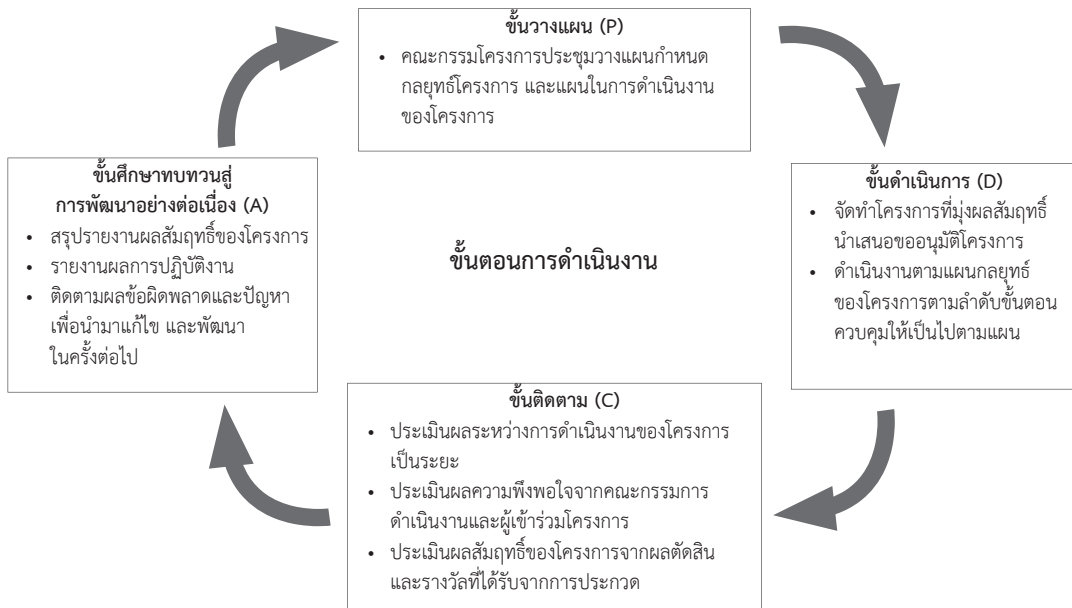 ขั้นวางแผน (P)
• คณะกรรมโครงการประชุมวางแผนกำหนด
กลยุทธ์โครงการ และแผนในการดำเนินงาน
ของโครงการ
ขั้นดำเนินการ (D)
• จัดทำโครงการที่มุ่งผลสัมฤทธิ์
นำเสนอขออนุมัติโครงการ
• ดำเนินงานตามแผนกลยุทธ์
ของโครงการตามลำดับขั้นตอน
ควบคุมให้เป็นไปตามแผน
ขั้นตอนการดำเนินงาน
ขั้นติดตาม (C)
• ประเมินผลระหว่างการดำเนินงานของโครงการ
เป็นระยะ
• ประเมินผลความพึงพอใจจากคณะกรรมการ
ดำเนินงานและผู้เข้าร่วมโครงการ
• ประเมินผลสัมฤทธิ์ของโครงการจากผลตัดสิน
และรางวัลที่ได้รับจากการประกวด
ขั้นศึกษาทบทวนสู่
การพัฒนาอย่างต่อเนื่อง (A)
• สรุปรายงานผลสัมฤทธิ์ของโครงการ
• รายงานผลการปฏิบัติงาน
• ติดตามผลข้อผิดพลาดและปัญหา
เพื่อนำมาแก้ไข และพัฒนา
ในครั้งต่อไป